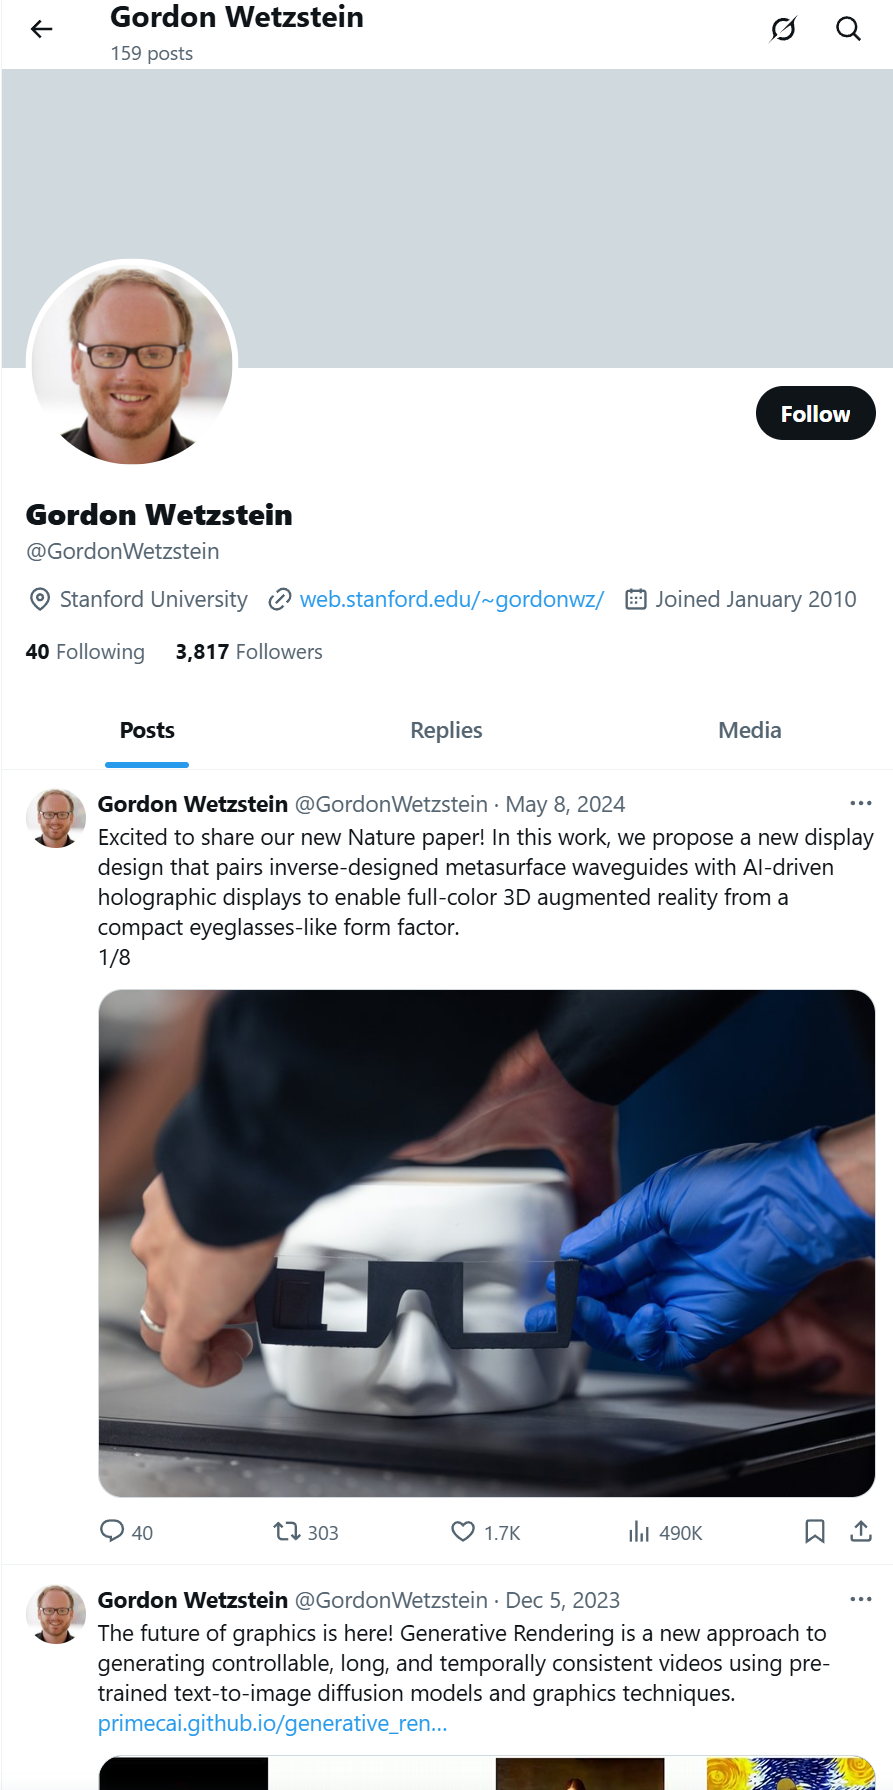 Gordon Wetzstein
159 posts
Follow
Gordon Wetzstein
@GordonWetzstein
Stanford University web.stanford.edu/~gordonwz/ Joined January 2010
40 Following 3,817 Followers
Posts Replies Media
Gordon Wetzstein @GordonWetzstein · May 8, 2024
Excited to share our new Nature paper! In this work, we propose a new display
design that pairs inverse-designed metasurface waveguides with AI-driven
holographic displays to enable full-color 3D augmented reality from a
compact eyeglasses-like form factor.
1/8
40 303 1.7K 490K
Gordon Wetzstein @GordonWetzstein · Dec 5, 2023
The future of graphics is here! Generative Rendering is a new approach to
generating controllable, long, and temporally consistent videos using pre-
trained text-to-image diffusion models and graphics techniques.
primecai.github.io/generative_ren…